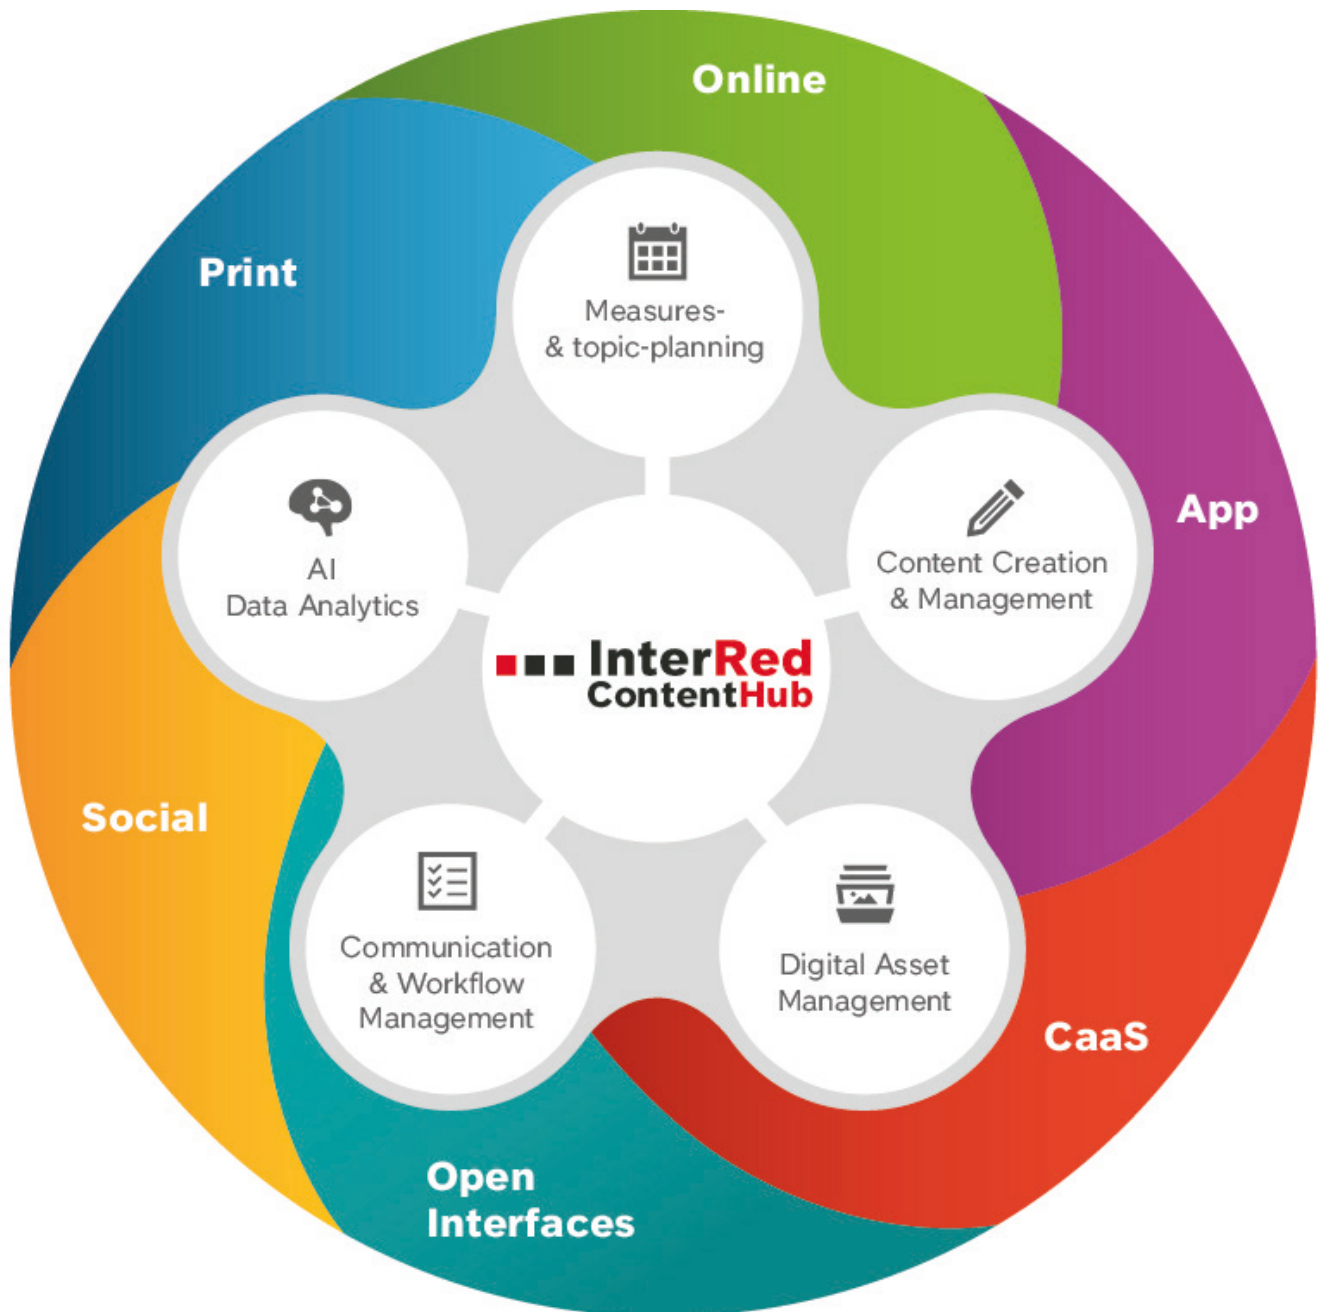 Online
Print
Measures-
& topic-planning
App
AI
Data Analytics
Content Creation
& Management
InterRed
ContentHub
Social
Communication
& Workflow
Management
Digital Asset
Management
CaaS
Open
Interfaces